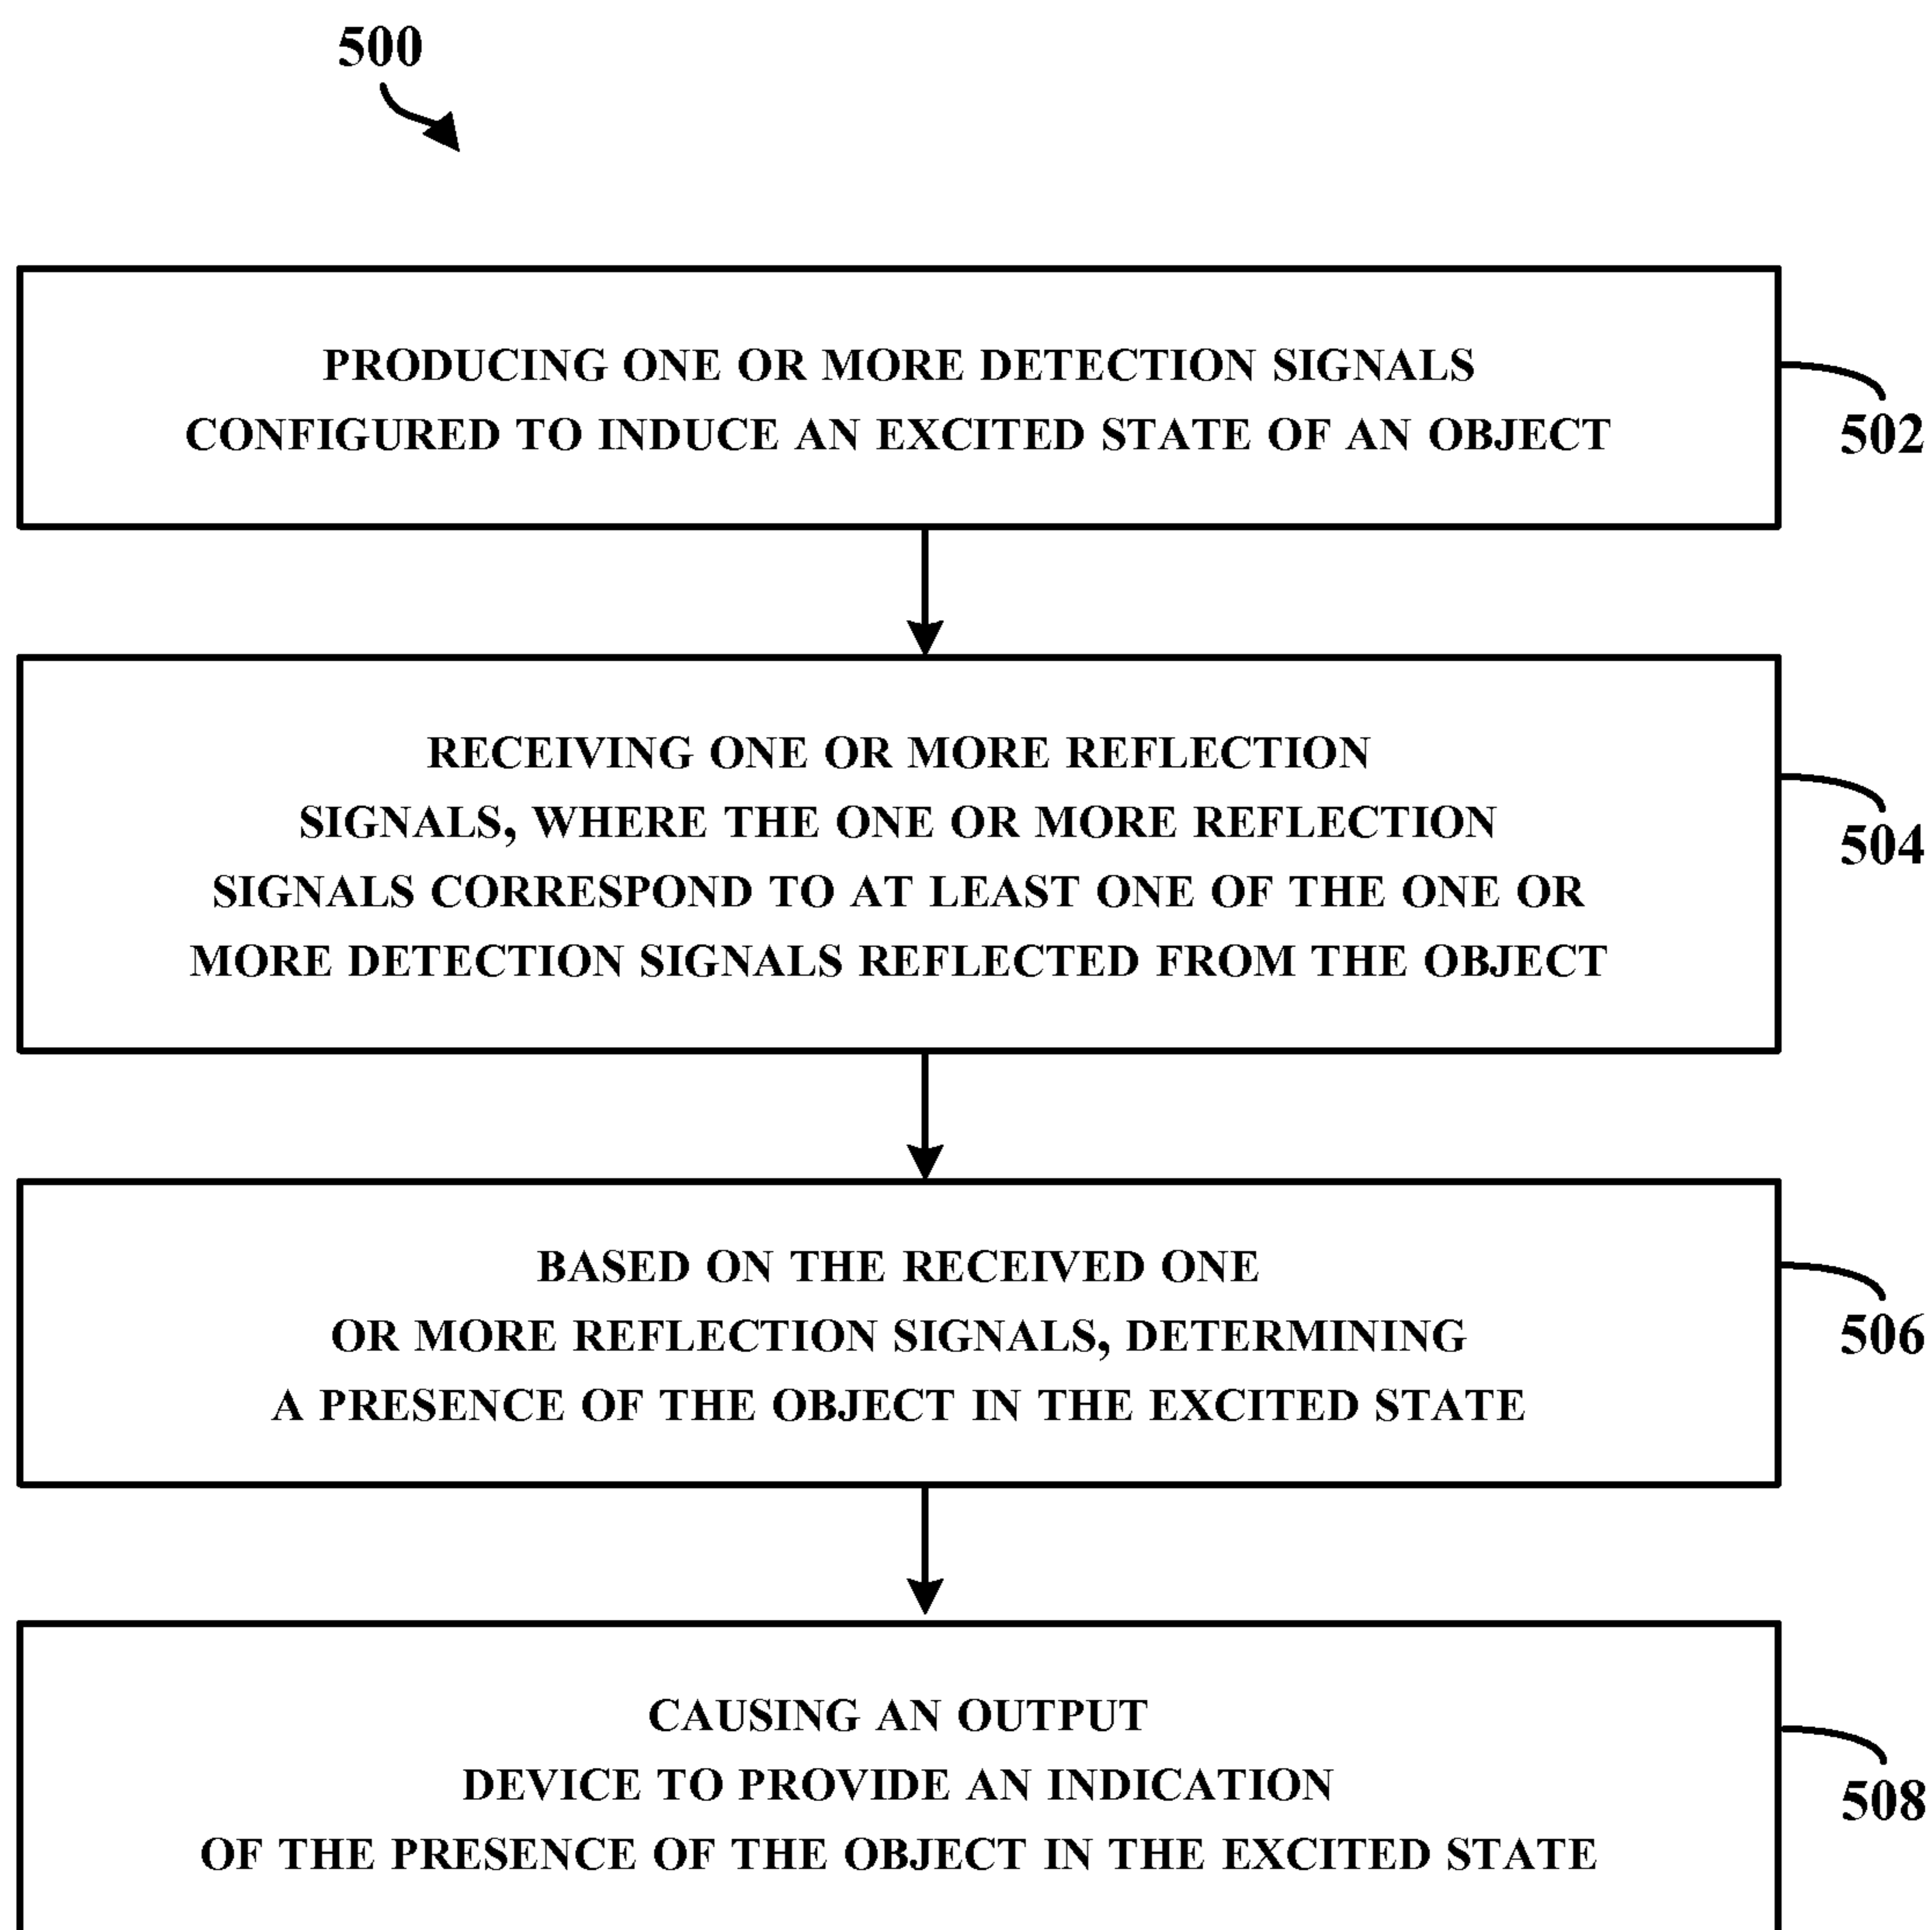 500
PRODUCING ONE OR MORE DETECTION SIGNALS
CONFIGURED TO INDUCE AN EXCITED STATE OF AN OBJECT
502
RECEIVING ONE OR MORE REFLECTION
SIGNALS, WHERE THE ONE OR MORE REFLECTION
SIGNALS CORRESPOND TO AT LEAST ONE OF THE ONE OR
MORE DETECTION SIGNALS REFLECTED FROM THE OBJECT
504
BASED ON THE RECEIVED ONE
OR MORE REFLECTION SIGNALS, DETERMINING
A PRESENCE OF THE OBJECT IN THE EXCITED STATE
506
CAUSING AN OUTPUT
DEVICE TO PROVIDE AN INDICATION
OF THE PRESENCE OF THE OBJECT IN THE EXCITED STATE
508